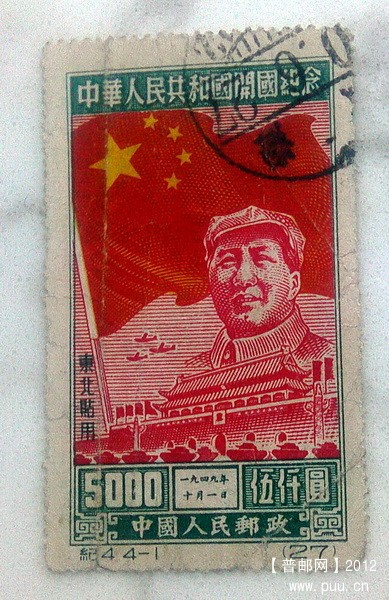 中華人民共和國開國紀念
東北貼用
5000
一九四九年
十月一日
伍仟圓
中國人民郵政
紀4 4-1
(27)
【普邮网】2012
www.puu.cn